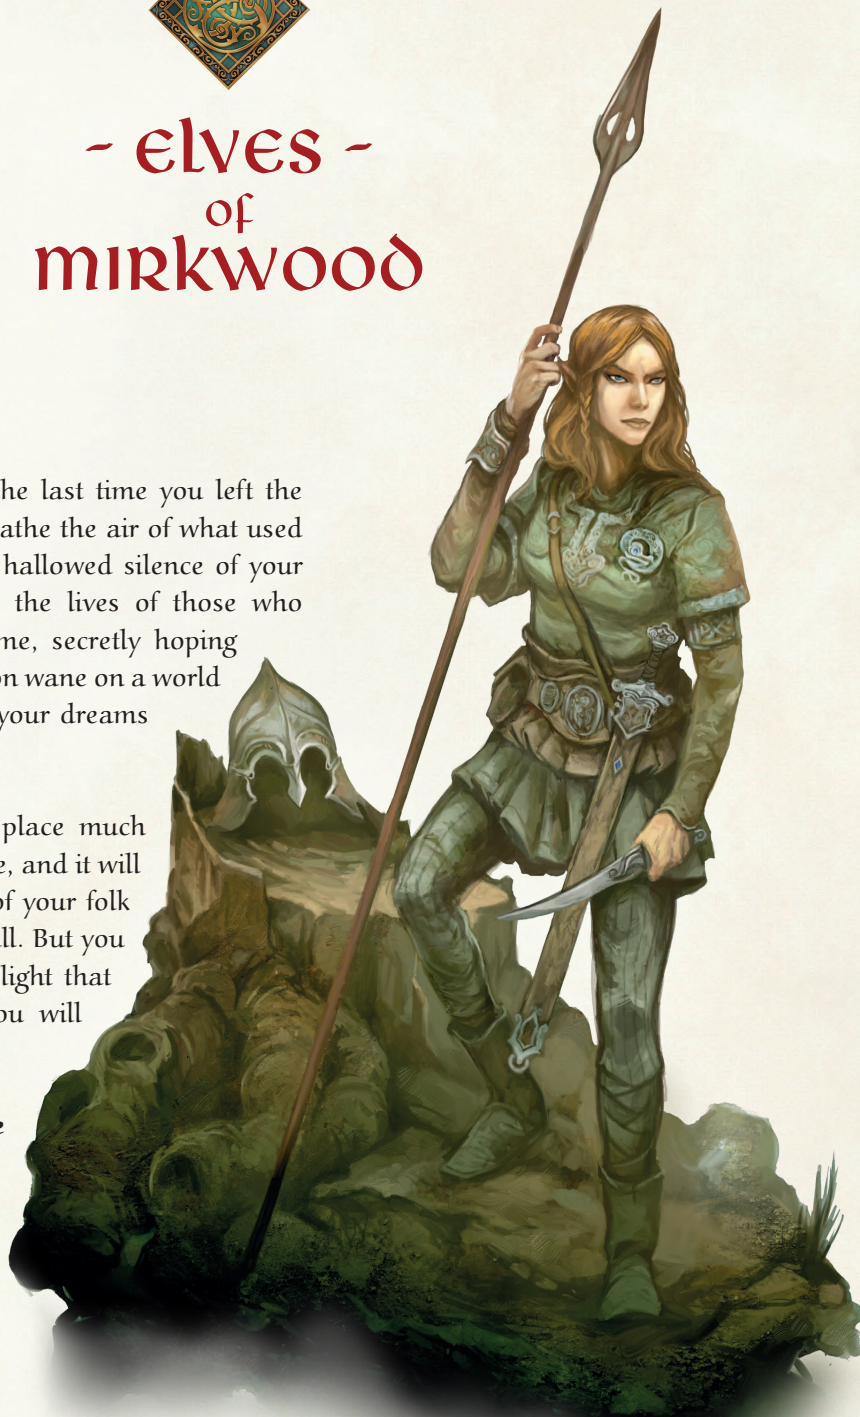 - elves -
of
mirkwood
he last time you left the
athe the air of what used
hallowed silence of your
the lives of those who
me, secretly hoping
on wane on a world
your dreams
place much
e, and it will
of your folk
ll. But you
light that
ou will
e